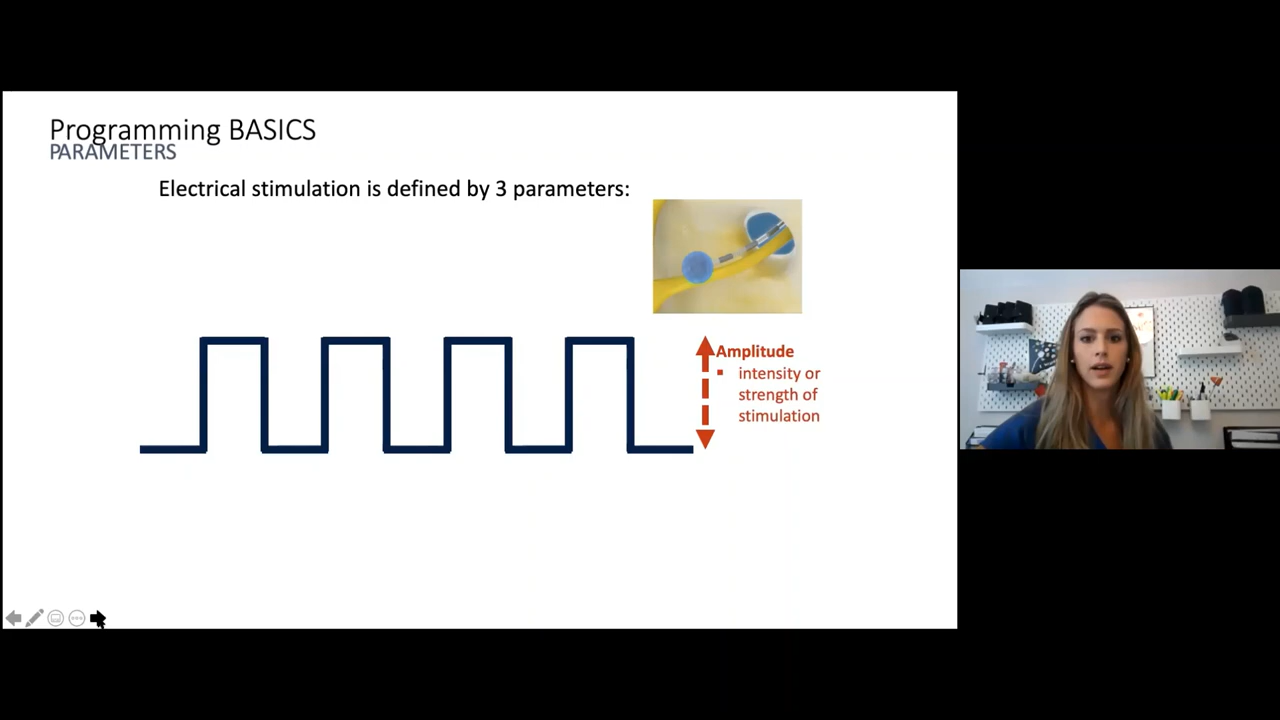 Programming BASICS
PARAMETERS
Electrical stimulation is defined by 3 parameters:
Amplitude
▪ intensity or
strength of
stimulation